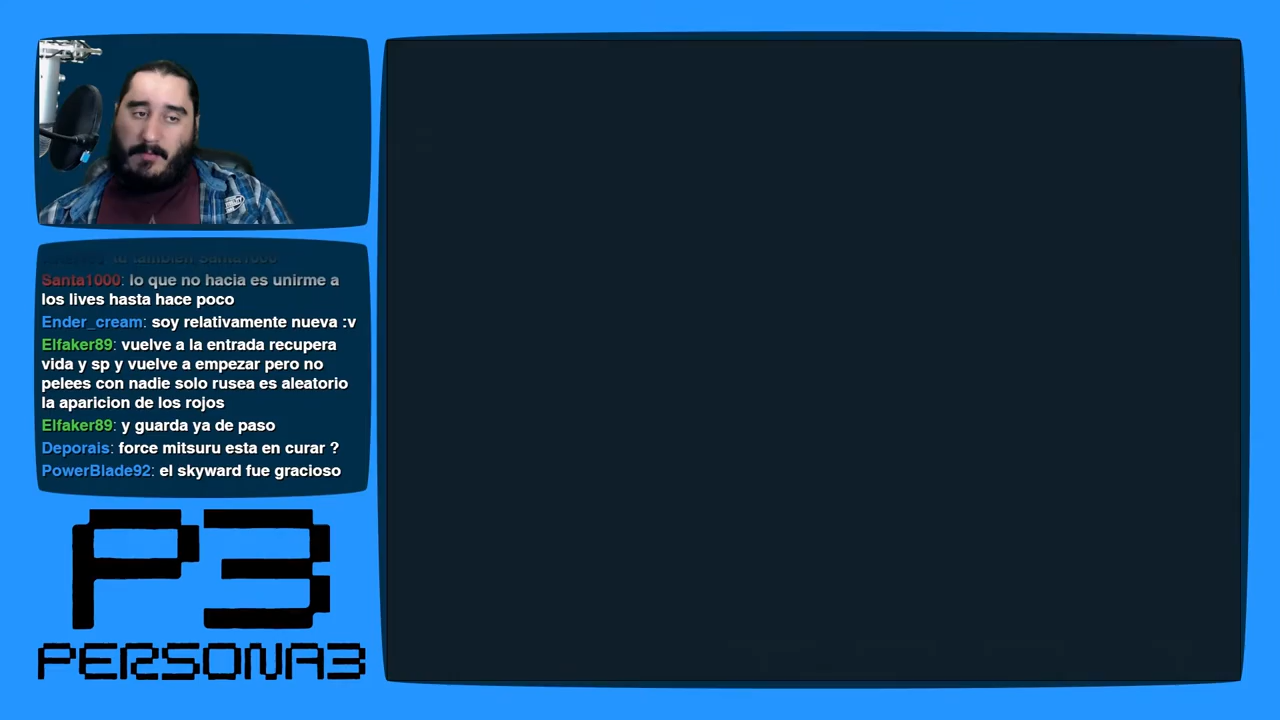 tu tambien Santa1000
Santa1000: lo que no hacia es unirme a
los lives hasta hace poco
Ender_cream: soy relativamente nueva :v
Elfaker89: vuelve a la entrada recupera
vida y sp y vuelve a empezar pero no
pelees con nadie solo rusea es aleatorio
la aparicion de los rojos
Elfaker89: y guarda ya de paso
Deporais: force mitsuru esta en curar ?
PowerBlade92: el skyward fue gracioso
P3
PERSONA3